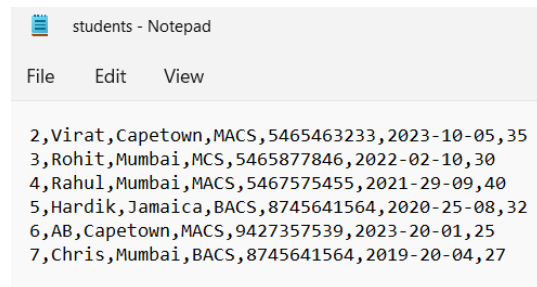 students - Notepad
File Edit View
2,Virat,Capetown,MACS,5465463233,2023-10-05,35
3,Rohit,Mumbai,MCS,5465877846,2022-02-10,30
4,Rahul,Mumbai,MACS,5467575455,2021-29-09,40
5,Hardik,Jamaica,BACS,8745641564,2020-25-08,32
6,AB,Capetown,MACS,9427357539,2023-20-01,25
7,Chris,Mumbai,BACS,8745641564,2019-20-04,27